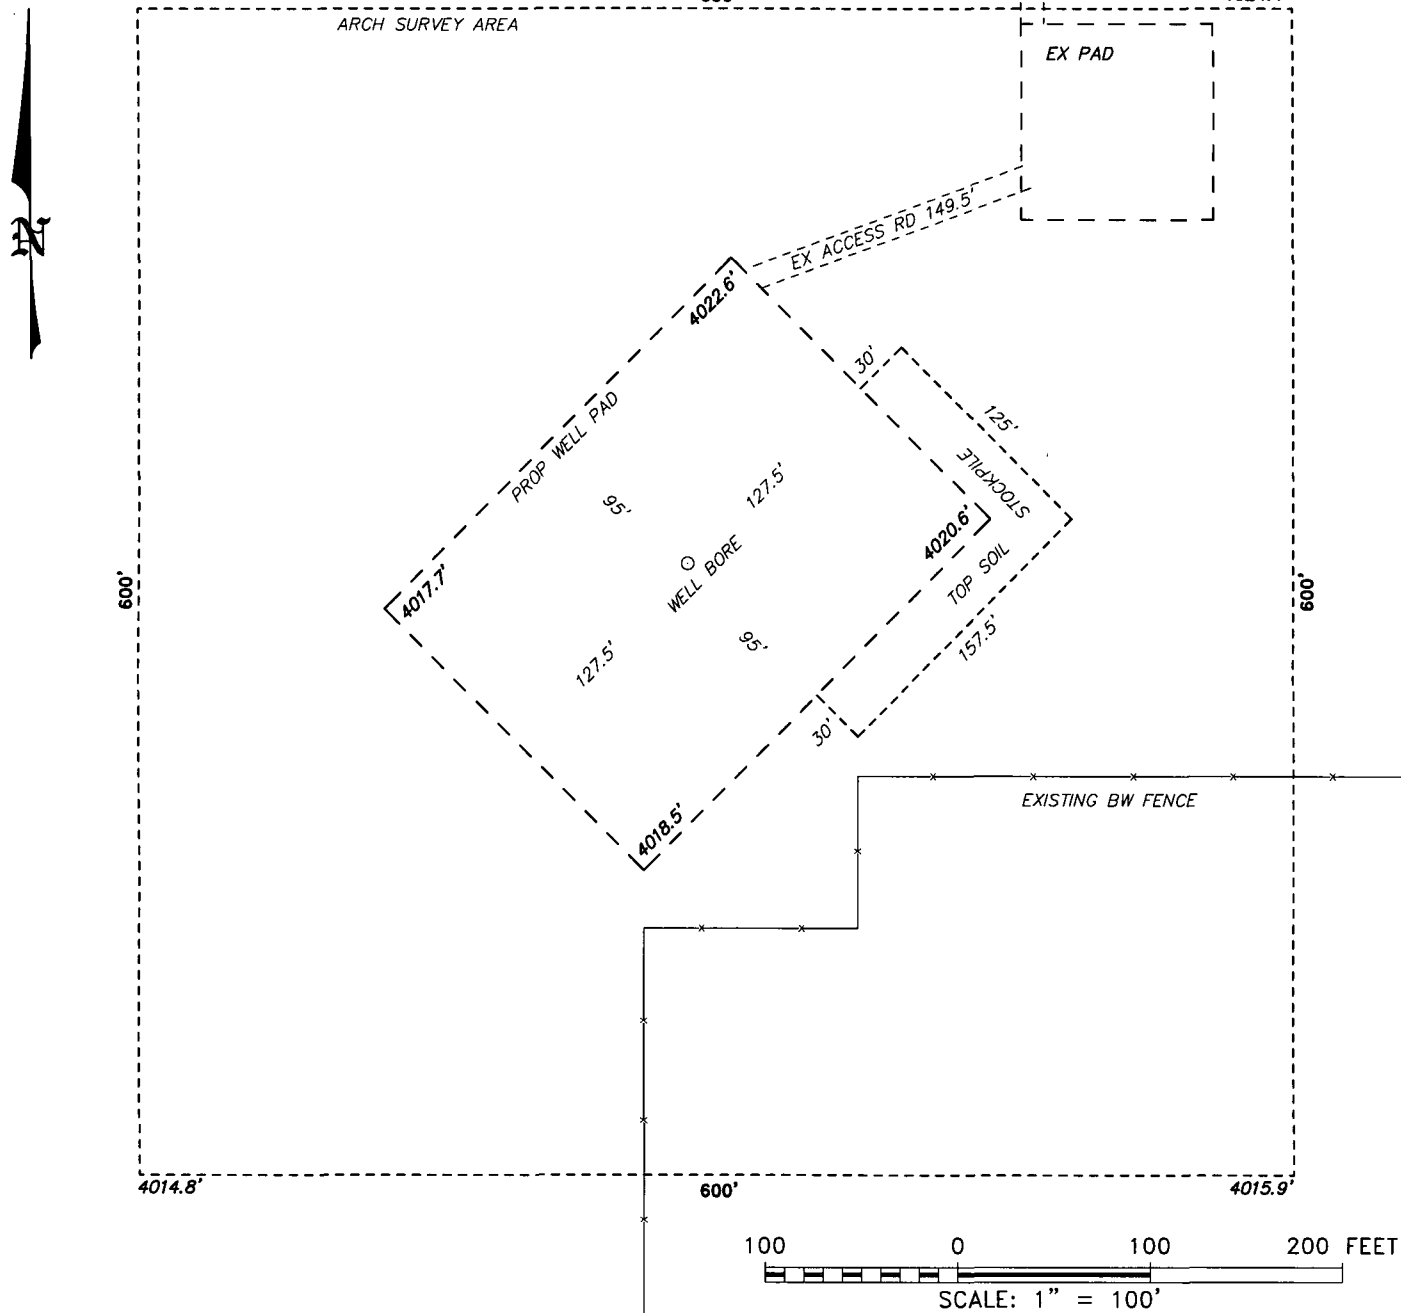 ARCH SURVEY AREA
EX PAD
N
EX ACCESS RD 149.5'
4022.6'
30'
125'
PROP WELL PAD
STOCKPILE
95'
127.5'
4020.6'
WELL BORE
TOP SOIL
4017.7'
600'
600'
127.5'
95'
157.5'
30'
4018.5'
EXISTING BW FENCE
4014.8'
600'
4015.9'
100 0 100 200 FEET
SCALE: 1" = 100'